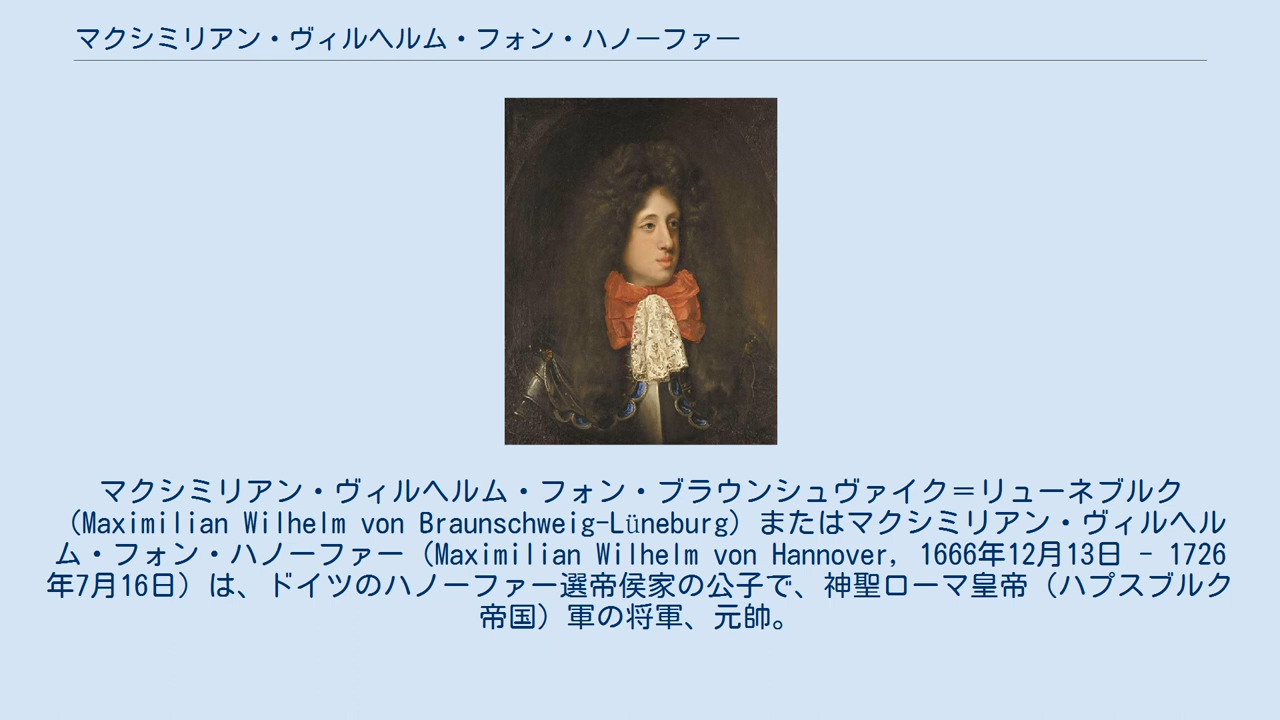 マクシミリアン・ヴィルヘルム・フォン・ハノーファー
マクシミリアン・ヴィルヘルム・フォン・ブラウンシュヴァイク＝リューネブルク
（Maximilian Wilhelm von Braunschweig-Lüneburg）またはマクシミリアン・ヴィルヘル
ム・フォン・ハノーファー（Maximilian Wilhelm von Hannover, 1666年12月13日 - 1726
年7月16日）は、ドイツのハノーファー選帝侯家の公子で、神聖ローマ皇帝（ハプスブルク
帝国）軍の将軍、元帥。